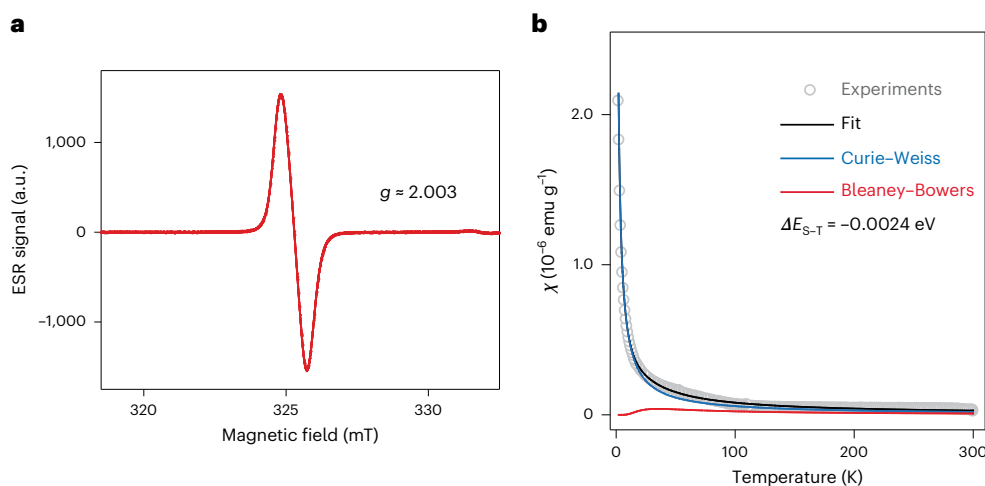 a
ESR signal (a.u.)
1,000
0
–1,000
g ≈ 2.003
320
325
330
Magnetic field (mT)
b
χ (10⁻⁶ emu g⁻¹)
2.0
1.0
0
Experiments
Fit
Curie–Weiss
Bleaney–Bowers
ΔE_S–T = –0.0024 eV
0
100
200
300
Temperature (K)